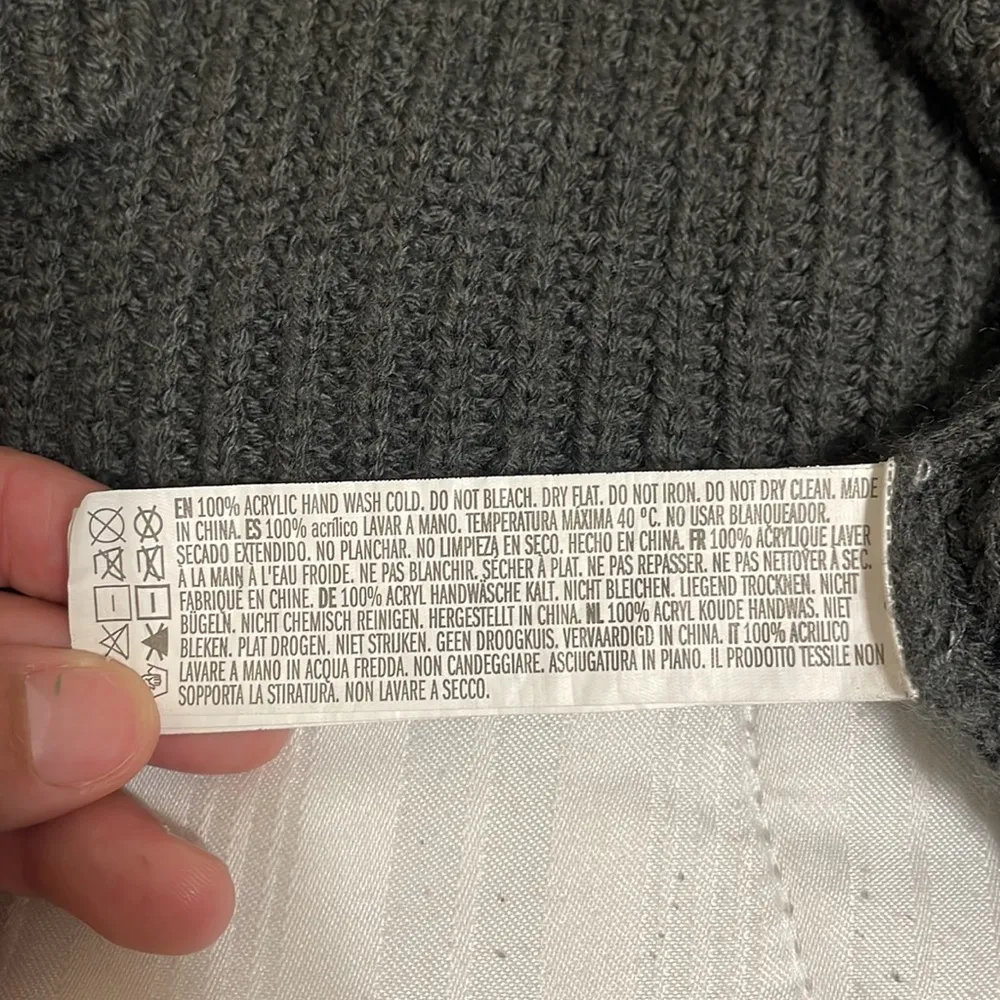 EN 100% ACRYLIC HAND WASH COLD. DO NOT BLEACH. DRY FLAT. DO NOT IRON. DO NOT DRY CLEAN. MADE
IN CHINA. ES 100% acrílico LAVAR A MANO. TEMPERATURA MÁXIMA 40 ºC. NO USAR BLANQUEADOR.
SECADO EXTENDIDO. NO PLANCHAR. NO LIMPIEZA EN SECO. HECHO EN CHINA. FR 100% ACRYLIQUE LAVER
À LA MAIN À L'EAU FROIDE. NE PAS BLANCHIR. SÉCHER À PLAT. NE PAS REPASSER. NE PAS NETTOYER À SEC.
FABRIQUÉ EN CHINE. DE 100% ACRYL HANDWÄSCHE KALT. NICHT BLEICHEN. LIEGEND TROCKNEN. NICHT
BÜGELN. NICHT CHEMISCH REINIGEN. HERGESTELLT IN CHINA. NL 100% ACRYL KOUDE HANDWAS. NIET
BLEKEN. PLAT DROGEN. NIET STRIJKEN. GEEN DROOGKUIS. VERVAARDIGD IN CHINA. IT 100% ACRILICO
LAVARE A MANO IN ACQUA FREDDA. NON CANDEGGIARE. ASCIUGATURA IN PIANO. IL PRODOTTO TESSILE NON
SOPPORTA LA STIRATURA. NON LAVARE A SECCO.